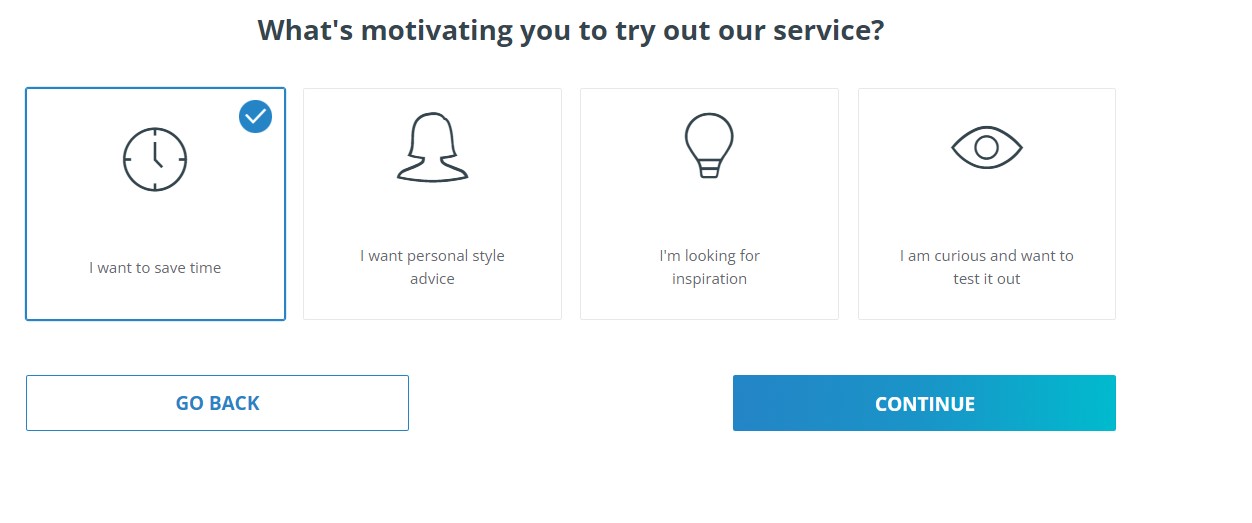 What's motivating you to try out our service?
I want to save time
I want personal style
advice
I'm looking for
inspiration
I am curious and want to
test it out
GO BACK
CONTINUE